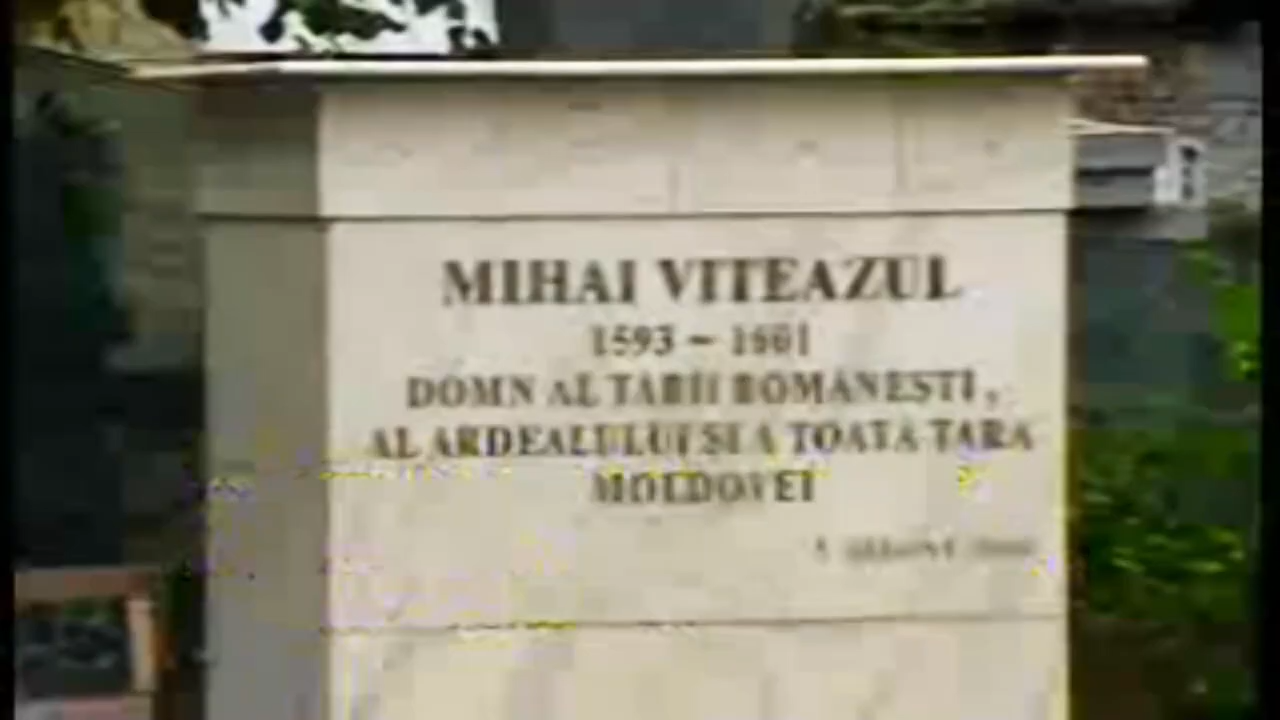 MIHAI VITEAZUL
1593 - 1601
DOMN AL TARII ROMANESTI,
AL ARDEALULUI SI A TOATA TARA
MOLDOVEI